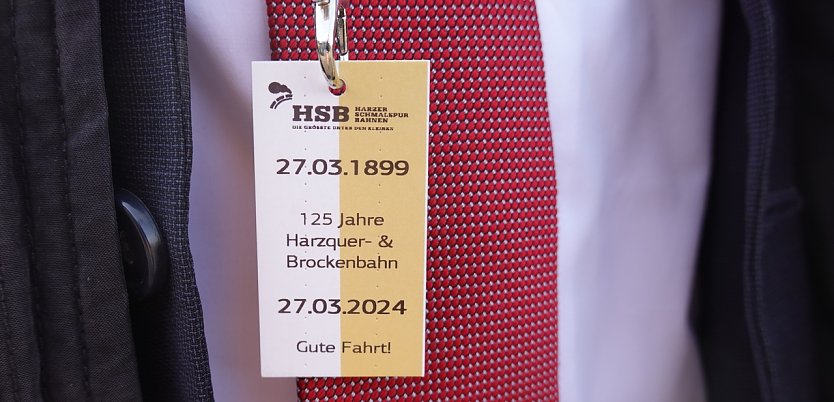 HSB HARZER
SCHMALSPUR
BAHNEN
DIE GRÖSSTE UNTER DEN KLEINEN
27.03.1899
125 Jahre
Harzquer- &
Brockenbahn
27.03.2024
Gute Fahrt!